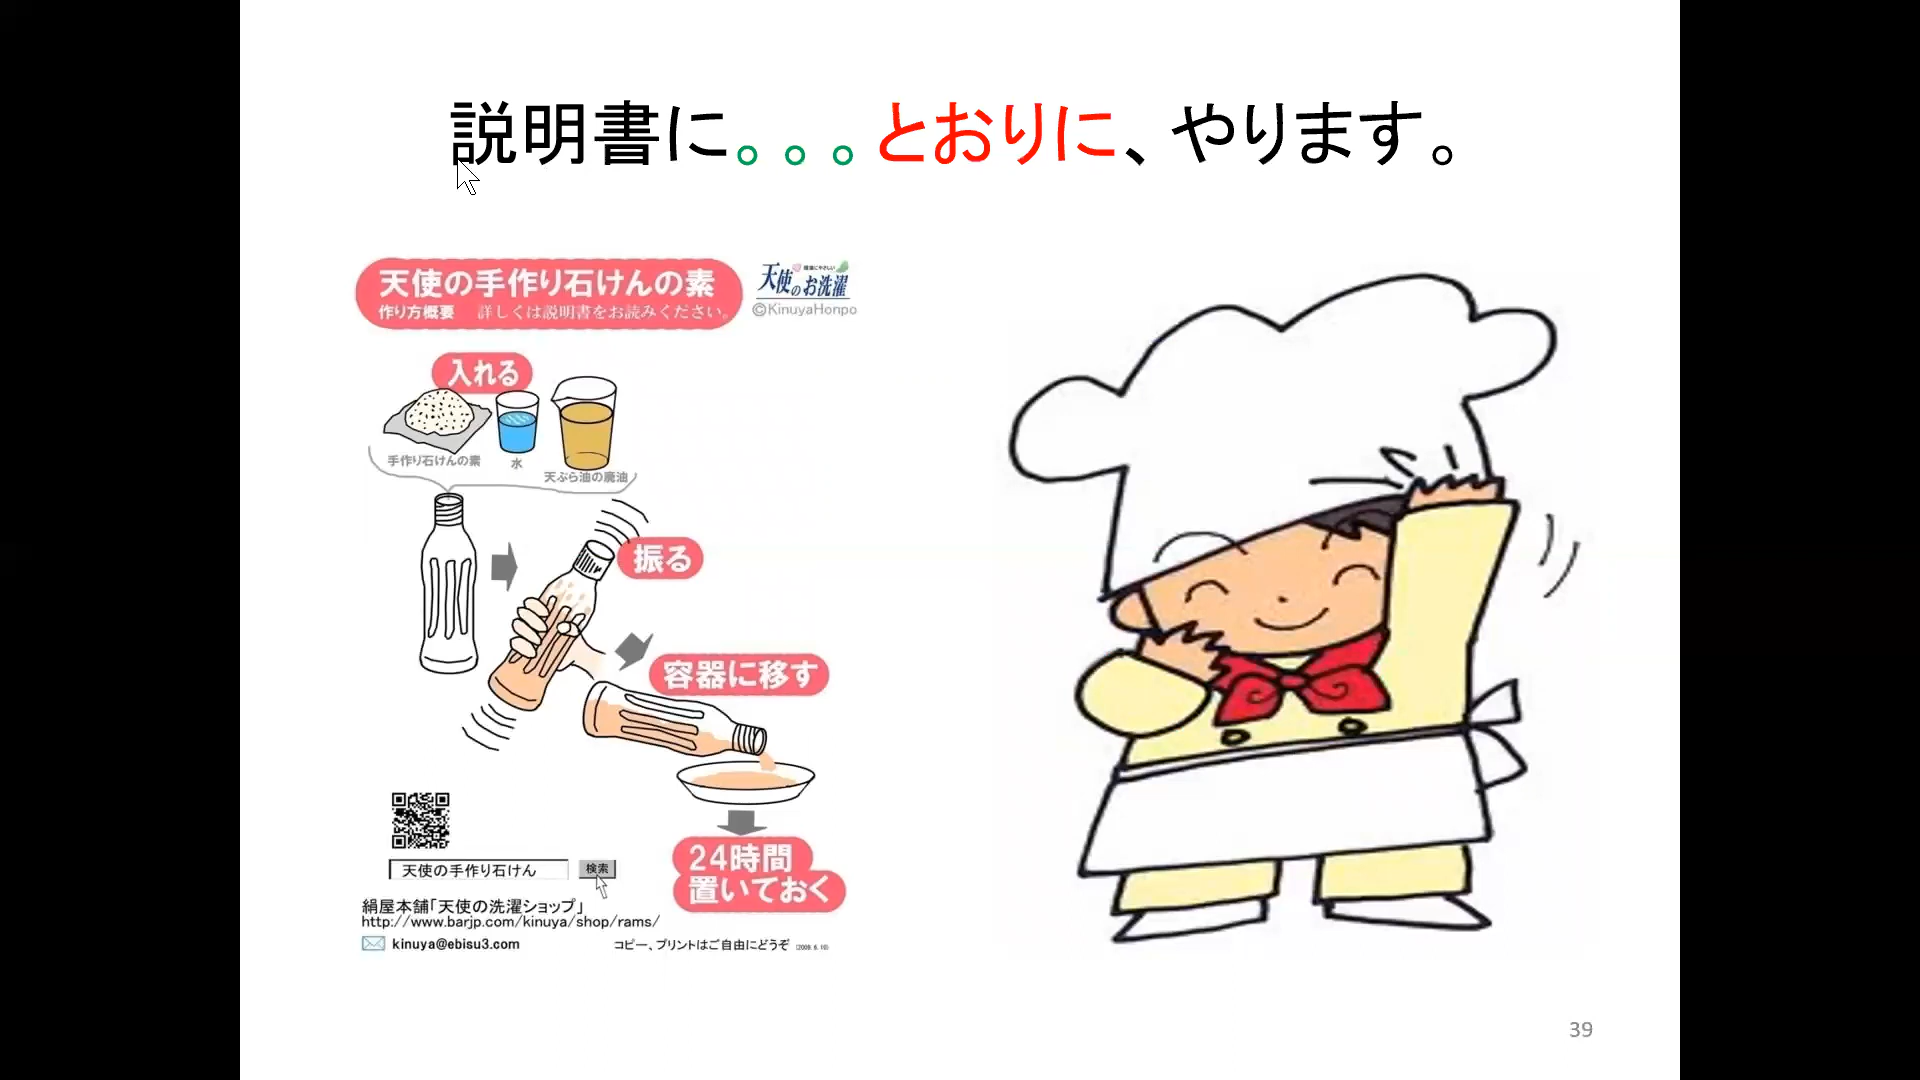 説明書に。。。とおりに、やります。
天使の手作り石けんの素
作り方概要 詳しくは説明書をお読みください。
環境にやさしい
天使のお洗濯
©KinuyaHonpo
入れる
手作り石けんの素
水
天ぷら油の廃油
振る
容器に移す
24時間
置いておく
天使の手作り石けん
検索
絹屋本舗「天使の洗濯ショップ」
http://www.barjp.com/kinuya/shop/rams/
kinuya@ebisu3.com
コピー、プリントはご自由にどうぞ
39